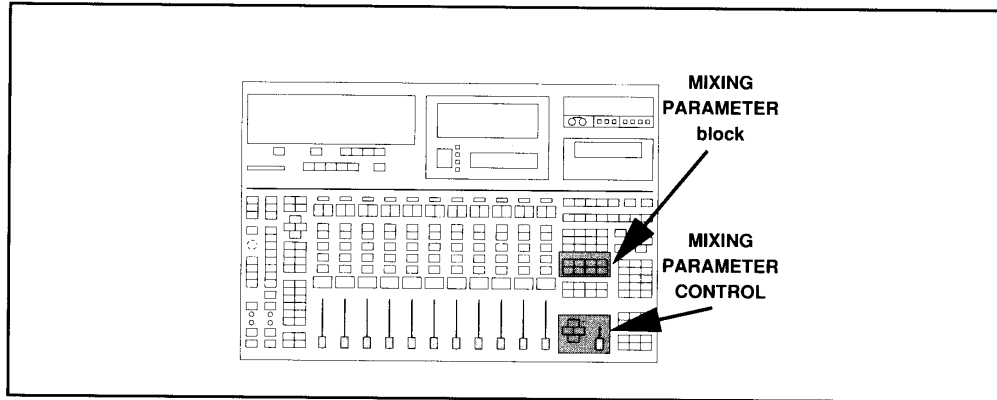 MIXING
PARAMETER
block
MIXING
PARAMETER
CONTROL